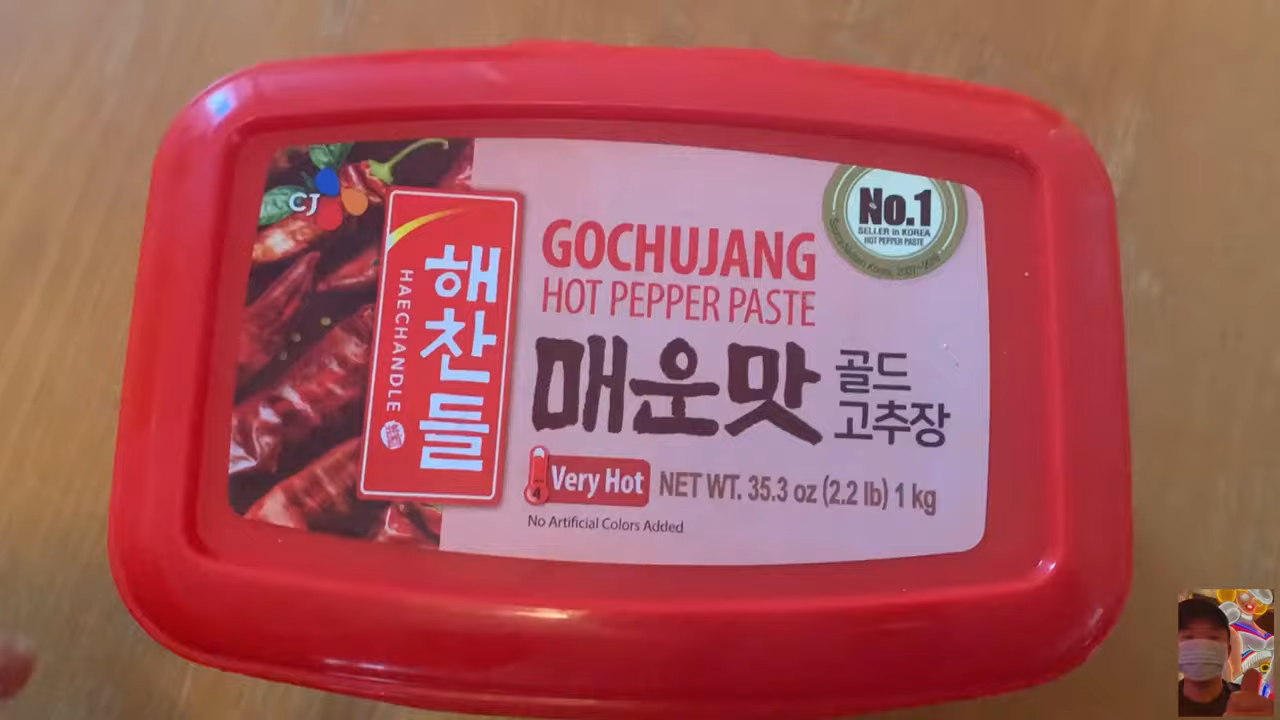 CJ
해찬들
HAECHANDLE
GOCHUJANG
HOT PEPPER PASTE
매운맛
골드
고추장
4
Very Hot
NET WT. 35.3 oz (2.2 lb) 1 kg
No Artificial Colors Added
No.1
SELLER in KOREA
HOT PEPPER PASTE